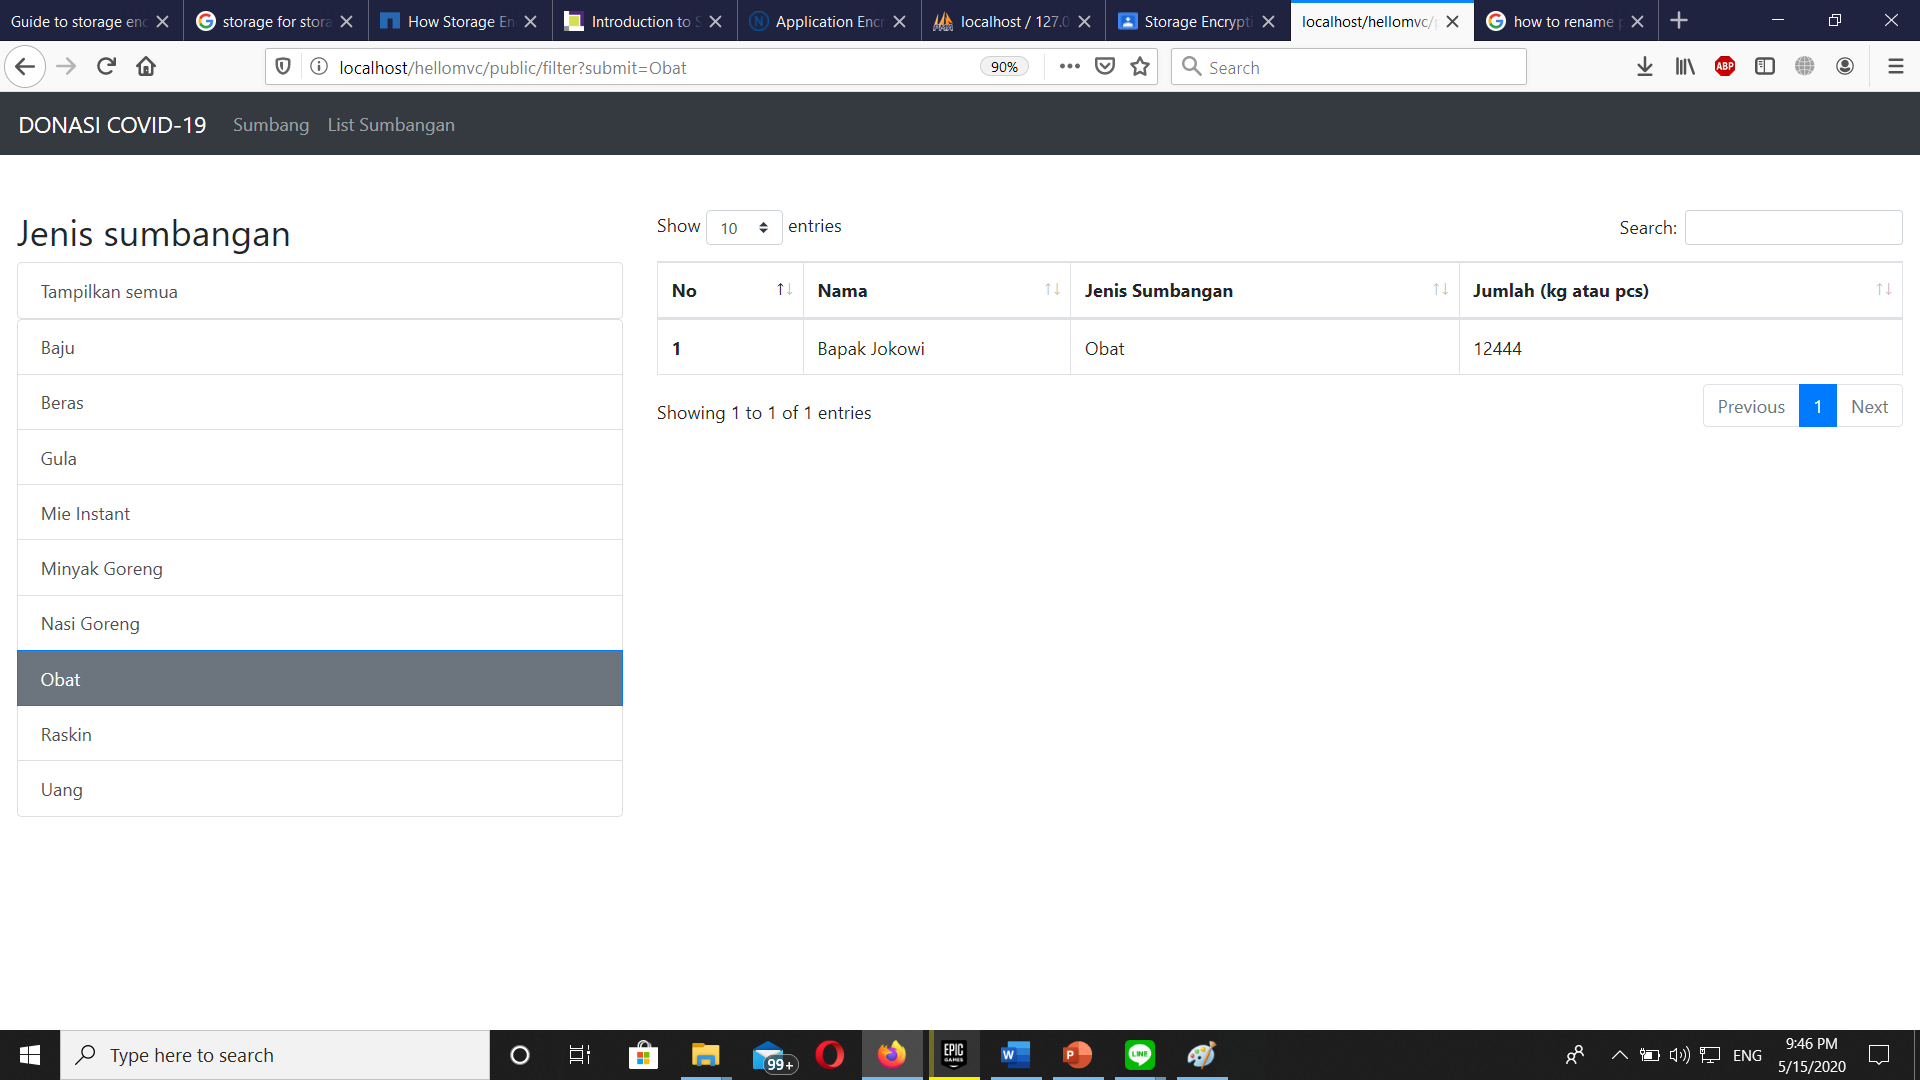 Guide to storage enc
storage for stora
How Storage En
Introduction to S
Application Encr
localhost / 127.0
Storage Encrypti
localhost/hellomvc/p
how to rename p
localhost/hellomvc/public/filter?submit=Obat
90%
Search
ABP
DONASI COVID-19 Sumbang List Sumbangan
Jenis sumbangan
Tampilkan semua
Baju
Beras
Gula
Mie Instant
Minyak Goreng
Nasi Goreng
Obat
Raskin
Uang
Show 10 entries
Search:
No Nama Jenis Sumbangan Jumlah (kg atau pcs)
1 Bapak Jokowi Obat 12444
Showing 1 to 1 of 1 entries
Previous 1 Next
Type here to search
99+
EPIC
GAMES
W
P
LINE
ENG
9:46 PM
5/15/2020